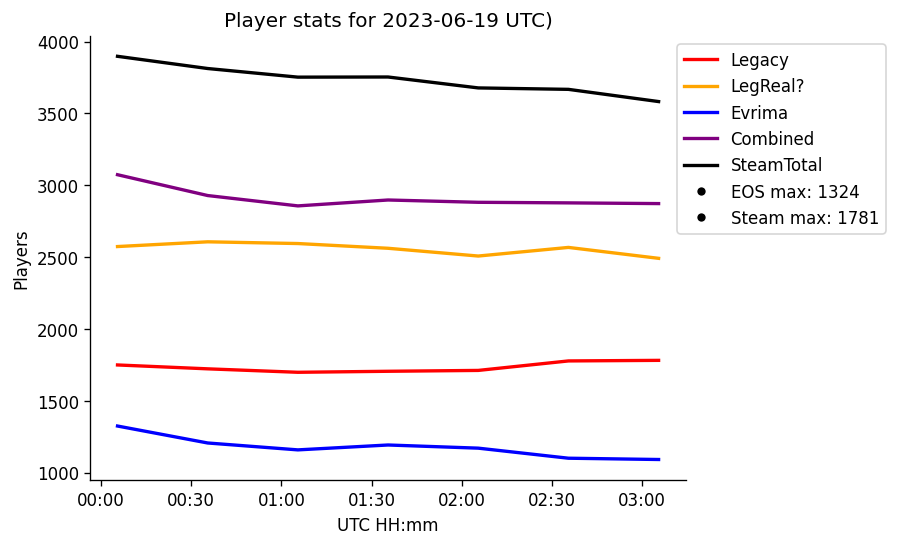 Player stats for 2023-06-19 UTC)
4000
3500
3000
2500
2000
1500
1000
Players
00:00 00:30 01:00 01:30 02:00 02:30 03:00
UTC HH:mm
Legacy
LegReal?
Evrima
Combined
SteamTotal
EOS max: 1324
Steam max: 1781